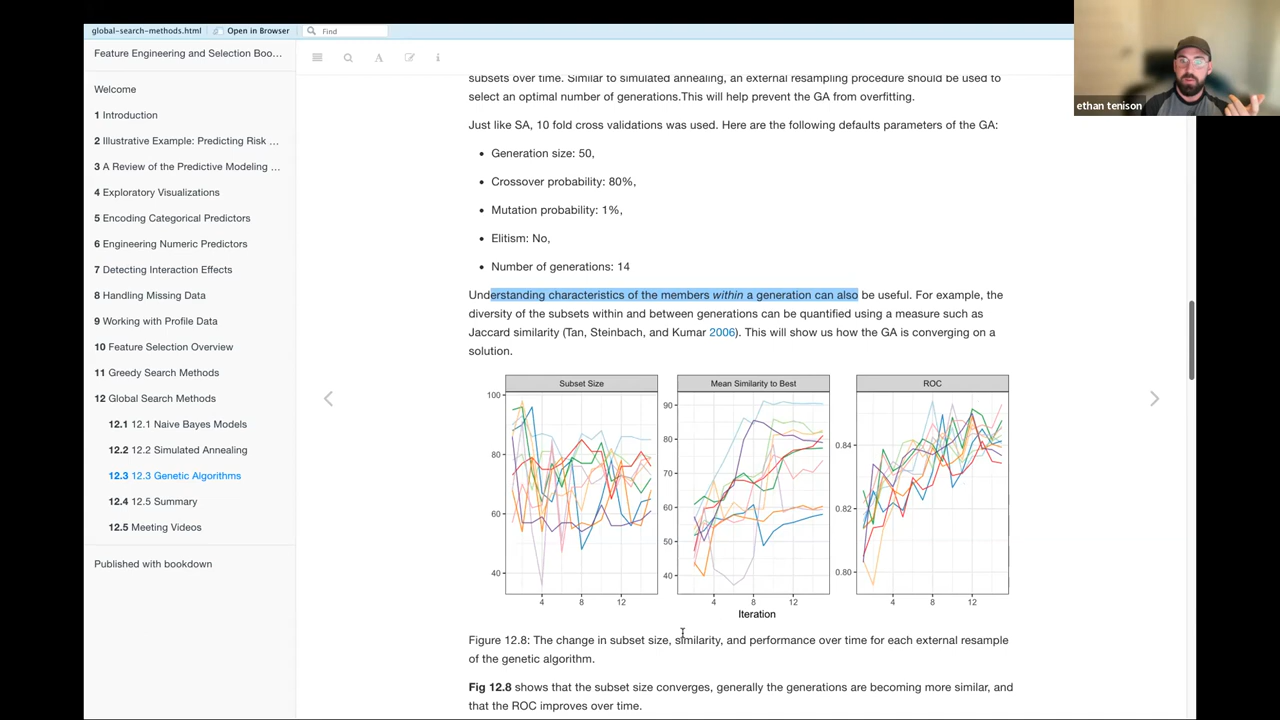 global-search-methods.html
Open in Browser
Find
Feature Engineering and Selection Boo…
Welcome
1 Introduction
2 Illustrative Example: Predicting Risk …
3 A Review of the Predictive Modeling …
4 Exploratory Visualizations
5 Encoding Categorical Predictors
6 Engineering Numeric Predictors
7 Detecting Interaction Effects
8 Handling Missing Data
9 Working with Profile Data
10 Feature Selection Overview
11 Greedy Search Methods
12 Global Search Methods
12.1 12.1 Naive Bayes Models
12.2 12.2 Simulated Annealing
12.3 12.3 Genetic Algorithms
12.4 12.5 Summary
12.5 Meeting Videos
Published with bookdown
A
i
subsets over time. Similar to simulated annealing, an external resampling procedure should be used to
select an optimal number of generations.This will help prevent the GA from overfitting.
Just like SA, 10 fold cross validations was used. Here are the following defaults parameters of the GA:
• Generation size: 50,
• Crossover probability: 80%,
• Mutation probability: 1%,
• Elitism: No,
• Number of generations: 14
Understanding characteristics of the members within a generation can also be useful. For example, the
diversity of the subsets within and between generations can be quantified using a measure such as
Jaccard similarity (Tan, Steinbach, and Kumar 2006). This will show us how the GA is converging on a
solution.
Subset Size
100
80
60
40
4 8 12
Mean Similarity to Best
90
80
70
60
50
40
4 8 12
ROC
0.84
0.82
0.80
4 8 12
Iteration
Figure 12.8: The change in subset size, similarity, and performance over time for each external resample
of the genetic algorithm.
Fig 12.8 shows that the subset size converges, generally the generations are becoming more similar, and
that the ROC improves over time.
ethan tenison